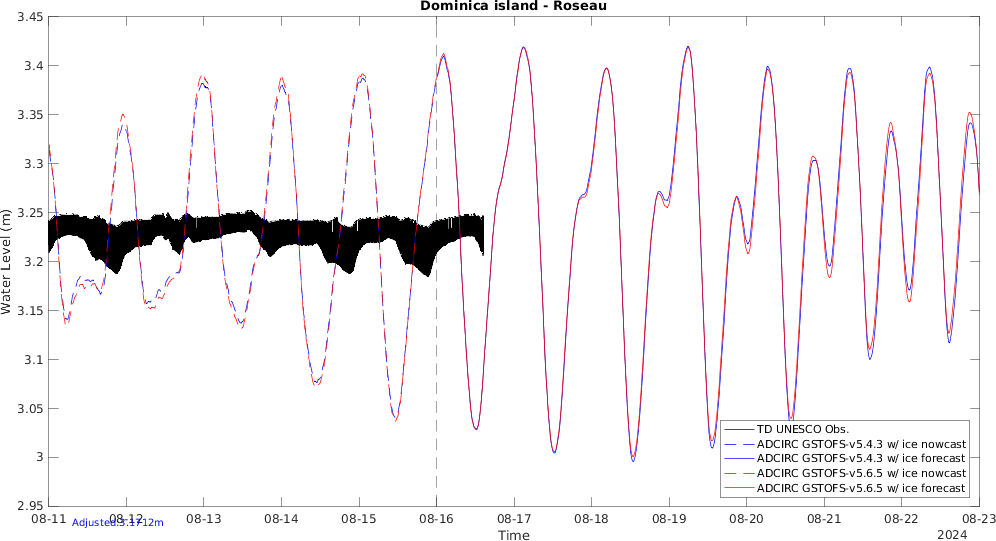 Dominica island - Roseau
3.45
3.4
3.35
3.3
3.25
3.2
3.15
3.1
3.05
3
2.95
Water Level (m)
TD UNESCO Obs.
ADCIRC GSTOFS-v5.4.3 w/ ice nowcast
ADCIRC GSTOFS-v5.4.3 w/ ice forecast
ADCIRC GSTOFS-v5.6.5 w/ ice nowcast
ADCIRC GSTOFS-v5.6.5 w/ ice forecast
08-11 08-12 08-13 08-14 08-15 08-16 08-17 08-18 08-19 08-20 08-21 08-22 08-23
Adjusted:3.1712m
Time
2024